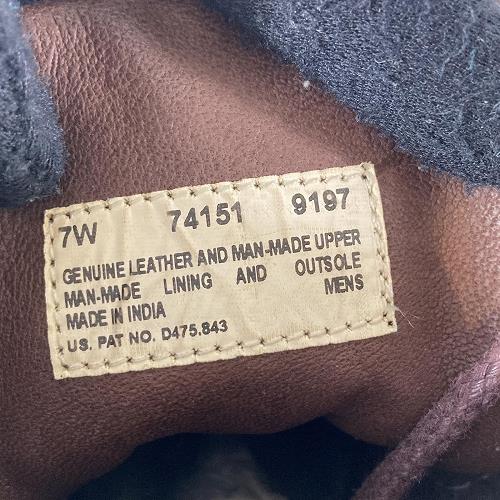 7W 74151 9197
GENUINE LEATHER AND MAN-MADE UPPER
MAN-MADE LINING AND OUTSOLE
MADE IN INDIA MENS
US. PAT NO. D475.843